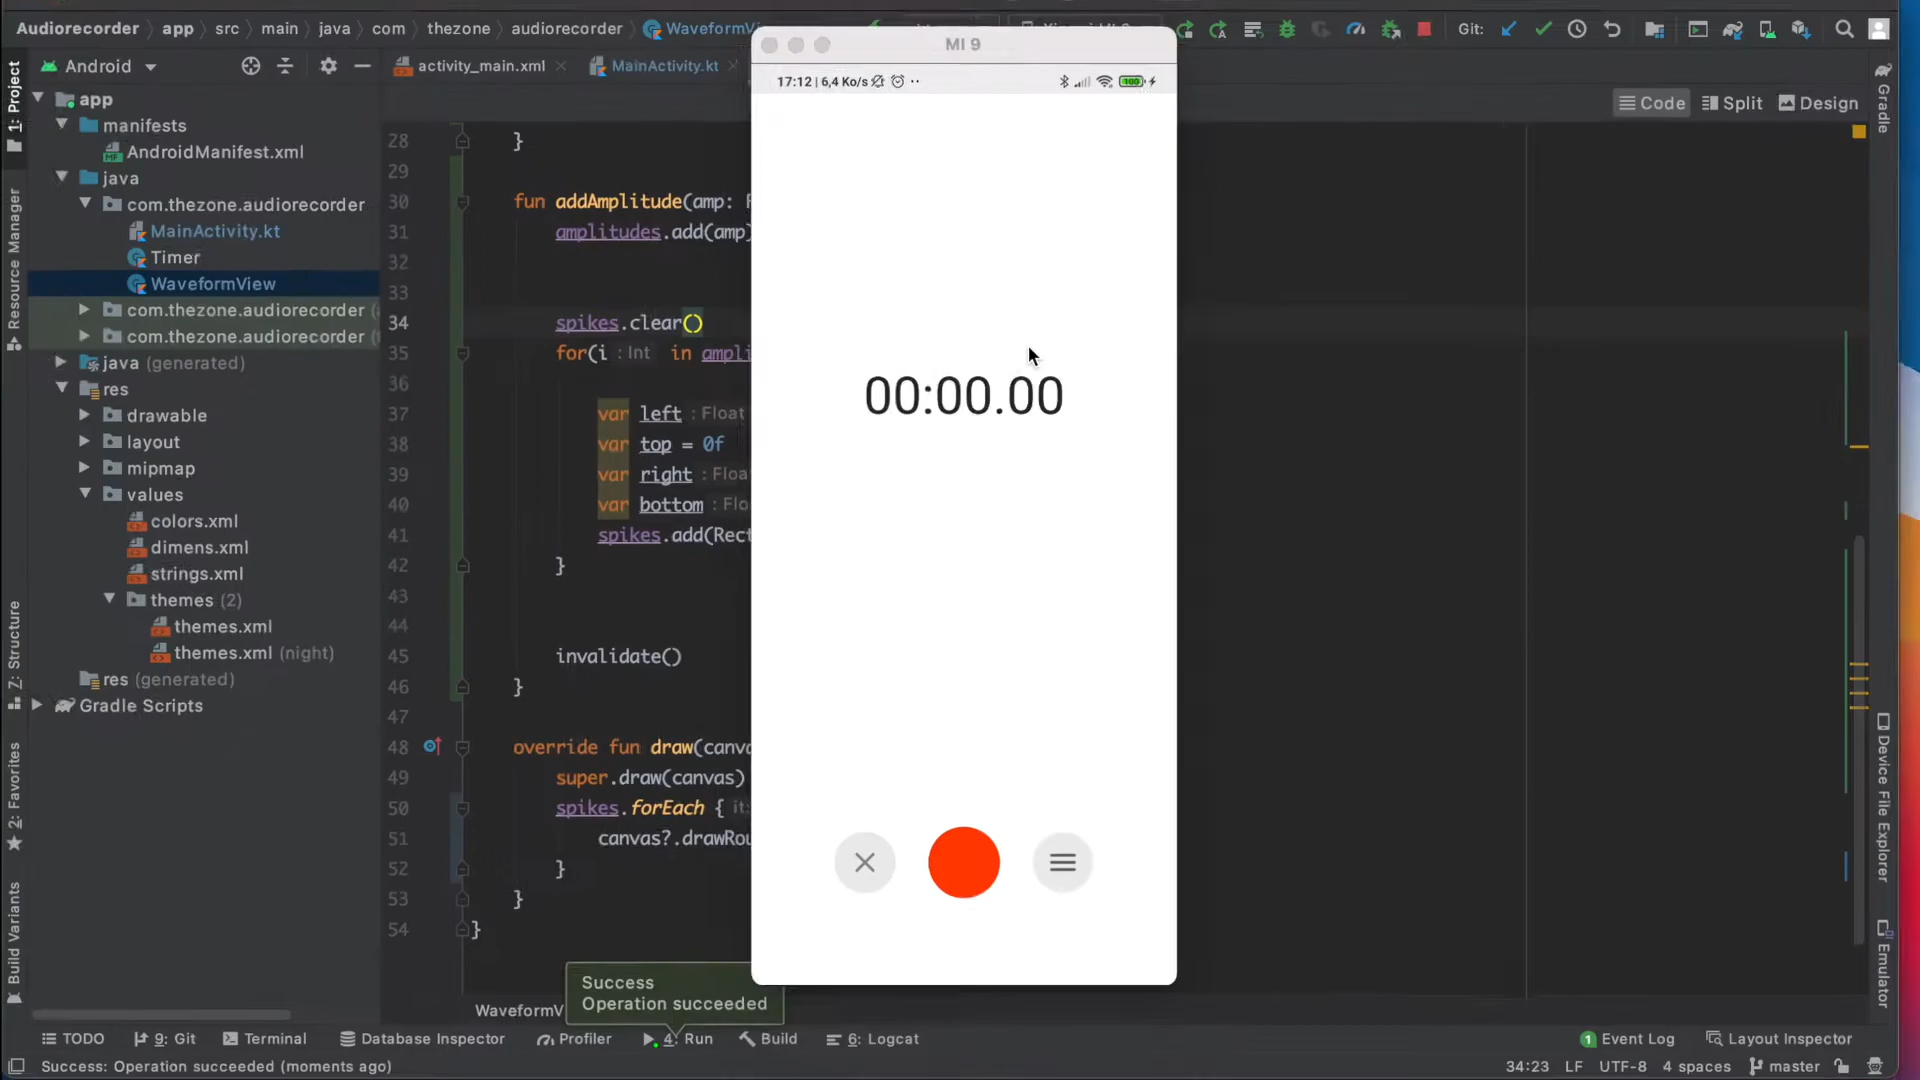 Audiorecorder app src main java com thezone audiorecorder WaveformV
Git:
MI 9
Android
activity_main.xml
MainActivity.kt
17:12 | 6,4 Ko/s
100
Code
Split
Design
1: Project
Resource Manager
Z: Structure
2: Favorites
Build Variants
Gradle
Device File Explorer
Emulator
app
manifests
AndroidManifest.xml
java
com.thezone.audiorecorder
MainActivity.kt
Timer
WaveformView
com.thezone.audiorecorder
com.thezone.audiorecorder
java (generated)
res
drawable
layout
mipmap
values
colors.xml
dimens.xml
strings.xml
themes (2)
themes.xml
themes.xml (night)
res (generated)
Gradle Scripts
28 }
29
30 fun addAmplitude(amp:
31 amplitudes.add(amp)
32
33
34 spikes.clear()
35 for(i : Int in ampli
36
37 var left : Float
38 var top = 0f
39 var right : Floa
40 var bottom : Flo
41 spikes.add(Rect
42 }
43
44
45 invalidate()
46 }
47
48 override fun draw(canva
49 super.draw(canvas)
50 spikes.forEach { it:
51 canvas?.drawRou
52 }
53 }
54 }
00:00.00
WaveformV
Success
Operation succeeded
TODO
9: Git
Terminal
Database Inspector
Profiler
4: Run
Build
6: Logcat
1 Event Log
Layout Inspector
Success: Operation succeeded (moments ago)
34:23 LF UTF-8 4 spaces master